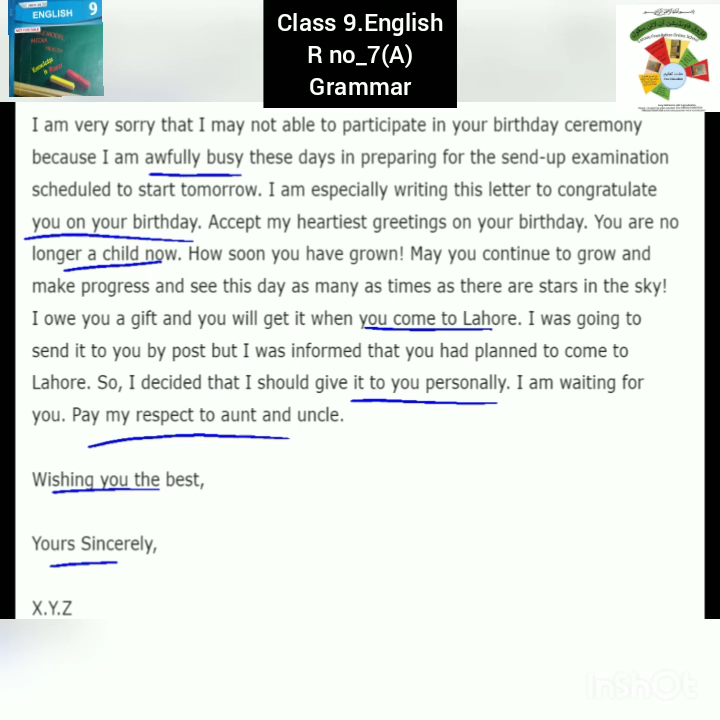 ENGLISH 9
Class 9.English
R no_7(A)
Grammar
I am very sorry that I may not able to participate in your birthday ceremony
because I am awfully busy these days in preparing for the send-up examination
scheduled to start tomorrow. I am especially writing this letter to congratulate
you on your birthday. Accept my heartiest greetings on your birthday. You are no
longer a child now. How soon you have grown! May you continue to grow and
make progress and see this day as many as times as there are stars in the sky!
I owe you a gift and you will get it when you come to Lahore. I was going to
send it to you by post but I was informed that you had planned to come to
Lahore. So, I decided that I should give it to you personally. I am waiting for
you. Pay my respect to aunt and uncle.
Wishing you the best,
Yours Sincerely,
X.Y.Z
InShOt